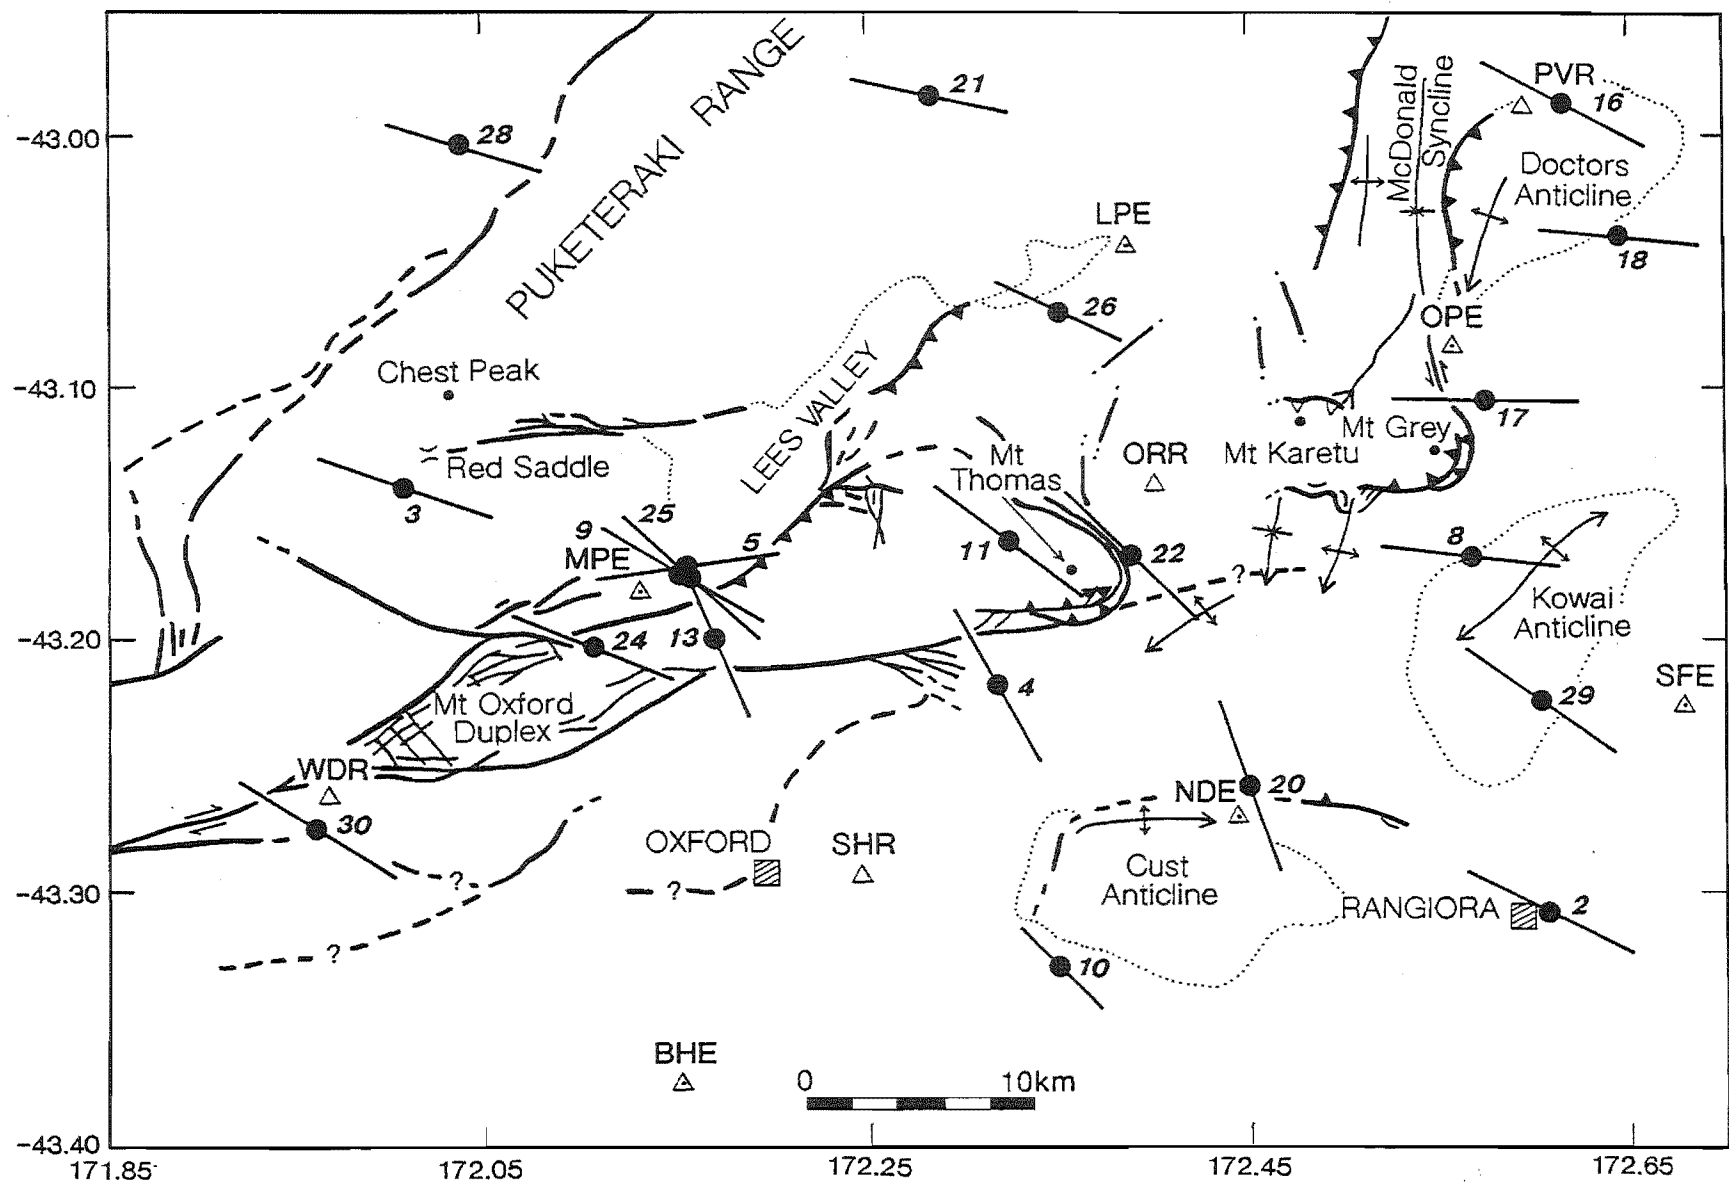 PVR
16
21
28
-43.00
PUKETERAKI RANGE
McDonald
Syncline
Doctors
Anticline
LPE
18
26
OPE
Chest Peak
-43.10
LEES VALLEY
17
Mt Grey
Mt Karetu
Red Saddle
Mt
Thomas
ORR
3
25
9
5
MPE
11
22
8
?
Kowai
Anticline
-43.20
24
13
4
SFE
29
Mt Oxford
Duplex
WDR
NDE
20
30
OXFORD
SHR
Cust
Anticline
?
?
RANGIORA
2
-43.30
?
10
BHE
0
10km
-43.40
171.85
172.05
172.25
172.45
172.65